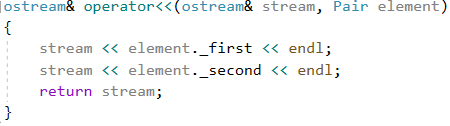 ostream& operator<<(ostream& stream, Pair element)
{
    stream << element._first << endl;
    stream << element._second << endl;
    return stream;
}